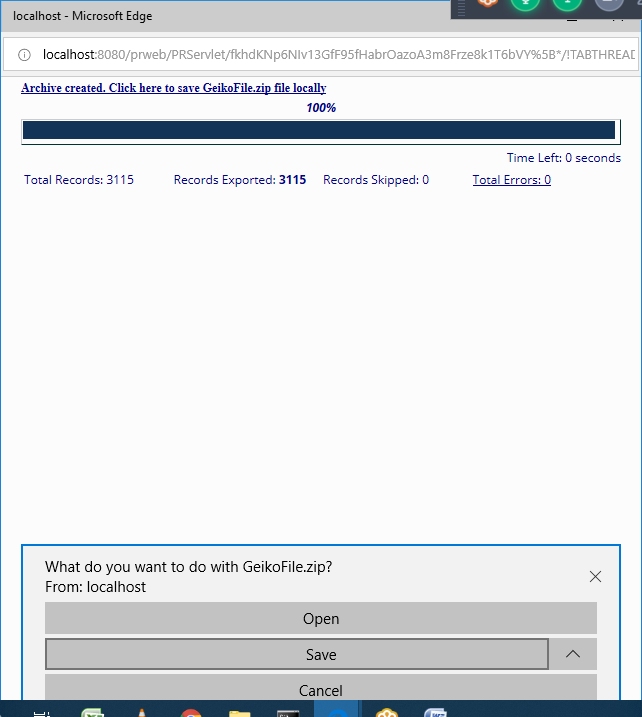 localhost - Microsoft Edge
localhost:8080/prweb/PRServlet/fkhdKNp6NIv13GfF95fHabrOazoA3m8Frze8k1T6bVY%5B*/!TABTHREAD
Archive created. Click here to save GeikoFile.zip file locally
100%
Time Left: 0 seconds
Total Records: 3115 Records Exported: 3115 Records Skipped: 0 Total Errors: 0
What do you want to do with GeikoFile.zip?
From: localhost
Open
Save
Cancel